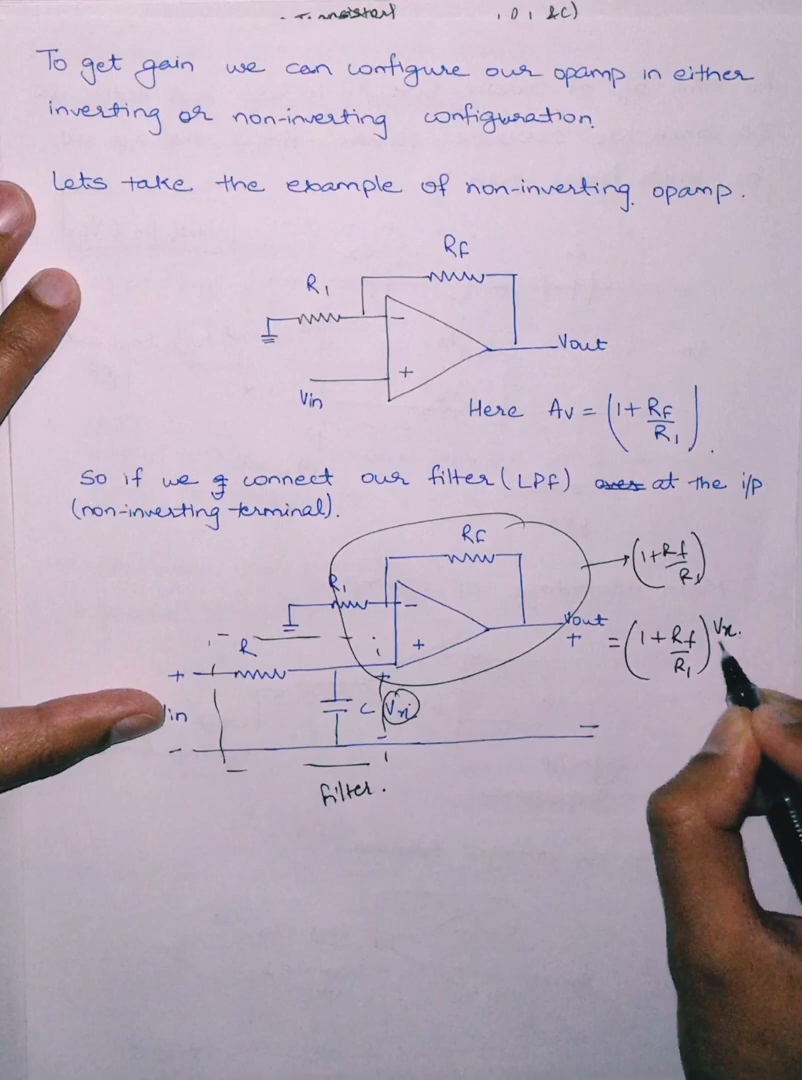 To get gain we can configure our opamp in either
inverting or non-inverting configuration.
Lets take the example of non-inverting opamp.
RF
R1
−
+
Vout
Vin
Here Av = (1 + RF/R1).
So if we connect our filter (LPF) at the i/p
(non-inverting terminal).
RF
(1 + Rf/R1)
R1
−
+
Vout
+ = (1 + Rf/R1) Vx.
R
+
+
in
C
Vx
−
−
−
filter.